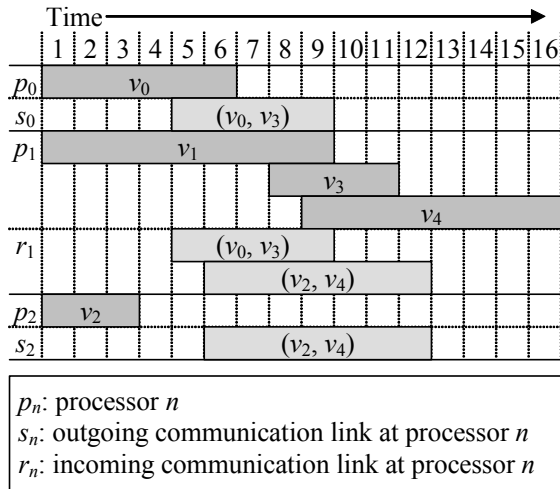 Time
1 2 3 4 5 6 7 8 9 10 11 12 13 14 15 16
p0 v0
s0 (v0, v3)
p1 v1
v3
v4
r1 (v0, v3)
(v2, v4)
p2 v2
s2 (v2, v4)
pn: processor n
sn: outgoing communication link at processor n
rn: incoming communication link at processor n